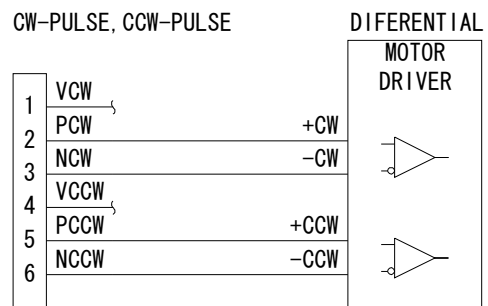 CW-PULSE, CCW-PULSE
DIFERENTIAL
MOTOR
DRIVER
1 VCW
2 PCW +CW
3 NCW -CW
4 VCCW
5 PCCW +CCW
6 NCCW -CCW